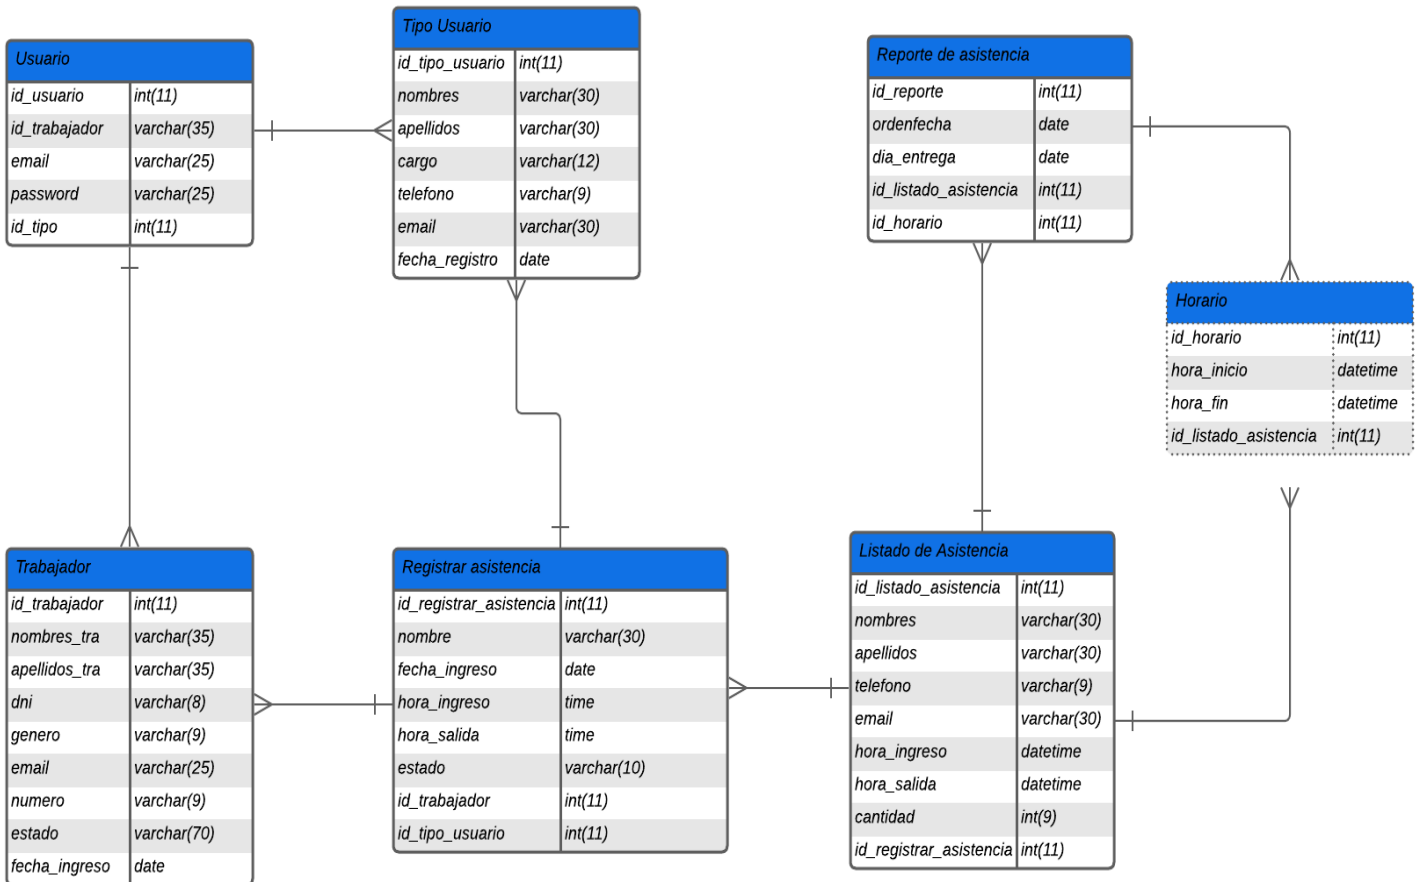 Usuario
id_usuario int(11)
id_trabajador varchar(35)
email varchar(25)
password varchar(25)
id_tipo int(11)
Tipo Usuario
id_tipo_usuario int(11)
nombres varchar(30)
apellidos varchar(30)
cargo varchar(12)
telefono varchar(9)
email varchar(30)
fecha_registro date
Reporte de asistencia
id_reporte int(11)
ordenfecha date
dia_entrega date
id_listado_asistencia int(11)
id_horario int(11)
Horario
id_horario int(11)
hora_inicio datetime
hora_fin datetime
id_listado_asistencia int(11)
Trabajador
id_trabajador int(11)
nombres_tra varchar(35)
apellidos_tra varchar(35)
dni varchar(8)
genero varchar(9)
email varchar(25)
numero varchar(9)
estado varchar(70)
fecha_ingreso date
Registrar asistencia
id_registrar_asistencia int(11)
nombre varchar(30)
fecha_ingreso date
hora_ingreso time
hora_salida time
estado varchar(10)
id_trabajador int(11)
id_tipo_usuario int(11)
Listado de Asistencia
id_listado_asistencia int(11)
nombres varchar(30)
apellidos varchar(30)
telefono varchar(9)
email varchar(30)
hora_ingreso datetime
hora_salida datetime
cantidad int(9)
id_registrar_asistencia int(11)